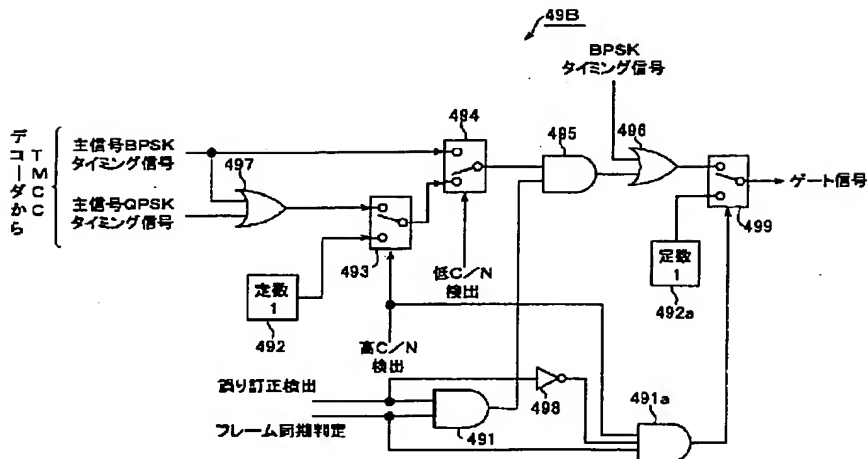 49B
BPSK
タイミング信号
494
495
496
デコーダから
TMCC
主信号BPSK
タイミング信号
497
主信号QPSK
タイミング信号
ゲート信号
499
493
低C/N
検出
定数
1
492
定数
1
492a
高C/N
検出
誤り訂正検出
498
491a
フレーム同期判定
491